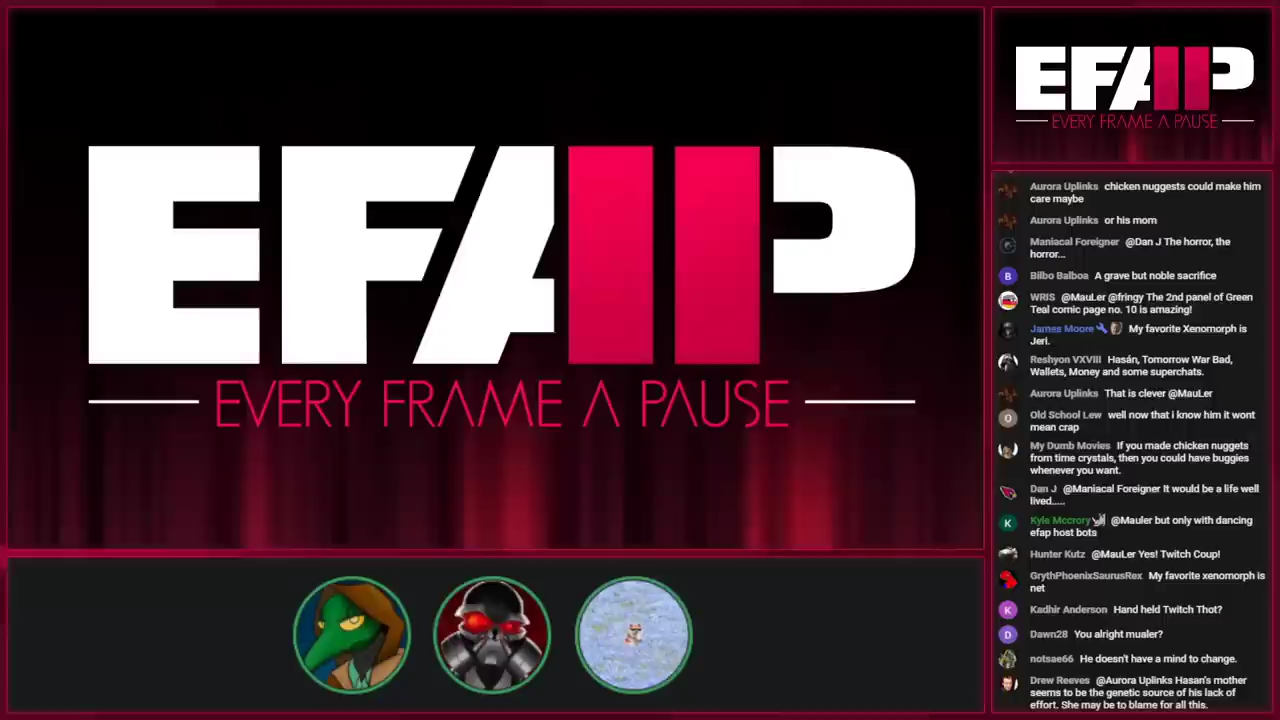 EFAP
EVERY FRAME A PAUSE
EFAP
EVERY FRAME A PAUSE
Aurora Uplinks chicken nuggets could make him
care maybe
Aurora Uplinks or his mom
Maniacal Foreigner @Dan J The horror, the
horror...
B
Bilbo Balboa A grave but noble sacrifice
WRIS @MauLer @fringy The 2nd panel of Green
Teal comic page no. 10 is amazing!
James Moore My favorite Xenomorph is
Jeri.
Reshyon VXVIII Hasán, Tomorrow War Bad,
Wallets, Money and some superchats.
Aurora Uplinks That is clever @MauLer
O
Old School Lew well now that i know him it wont
mean crap
My Dumb Movies If you made chicken nuggets
from time crystals, then you could have buggies
whenever you want.
Dan J @Maniacal Foreigner It would be a life well
lived.....
K
Kyle Mccrory @Mauler but only with dancing
efap host bots
Hunter Kutz @MauLer Yes! Twitch Coup!
GrythPhoenixSaurusRex My favorite xenomorph is
net
K
Kadhir Anderson Hand held Twitch Thot?
D
Dawn28 You alright mualer?
notsae66 He doesn't have a mind to change.
Drew Reeves @Aurora Uplinks Hasan's mother
seems to be the genetic source of his lack of
effort. She may be to blame for all this.